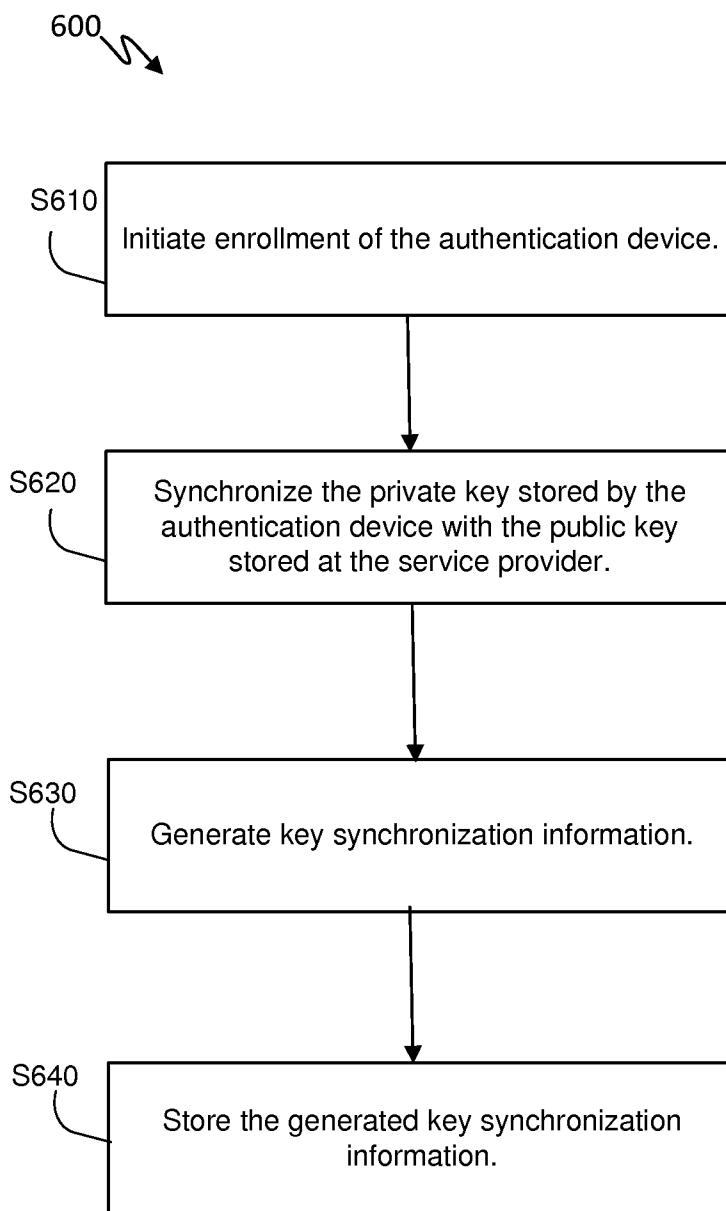 600
S610
Initiate enrollment of the authentication device.
S620
Synchronize the private key stored by the
authentication device with the public key
stored at the service provider.
S630
Generate key synchronization information.
S640
Store the generated key synchronization
information.